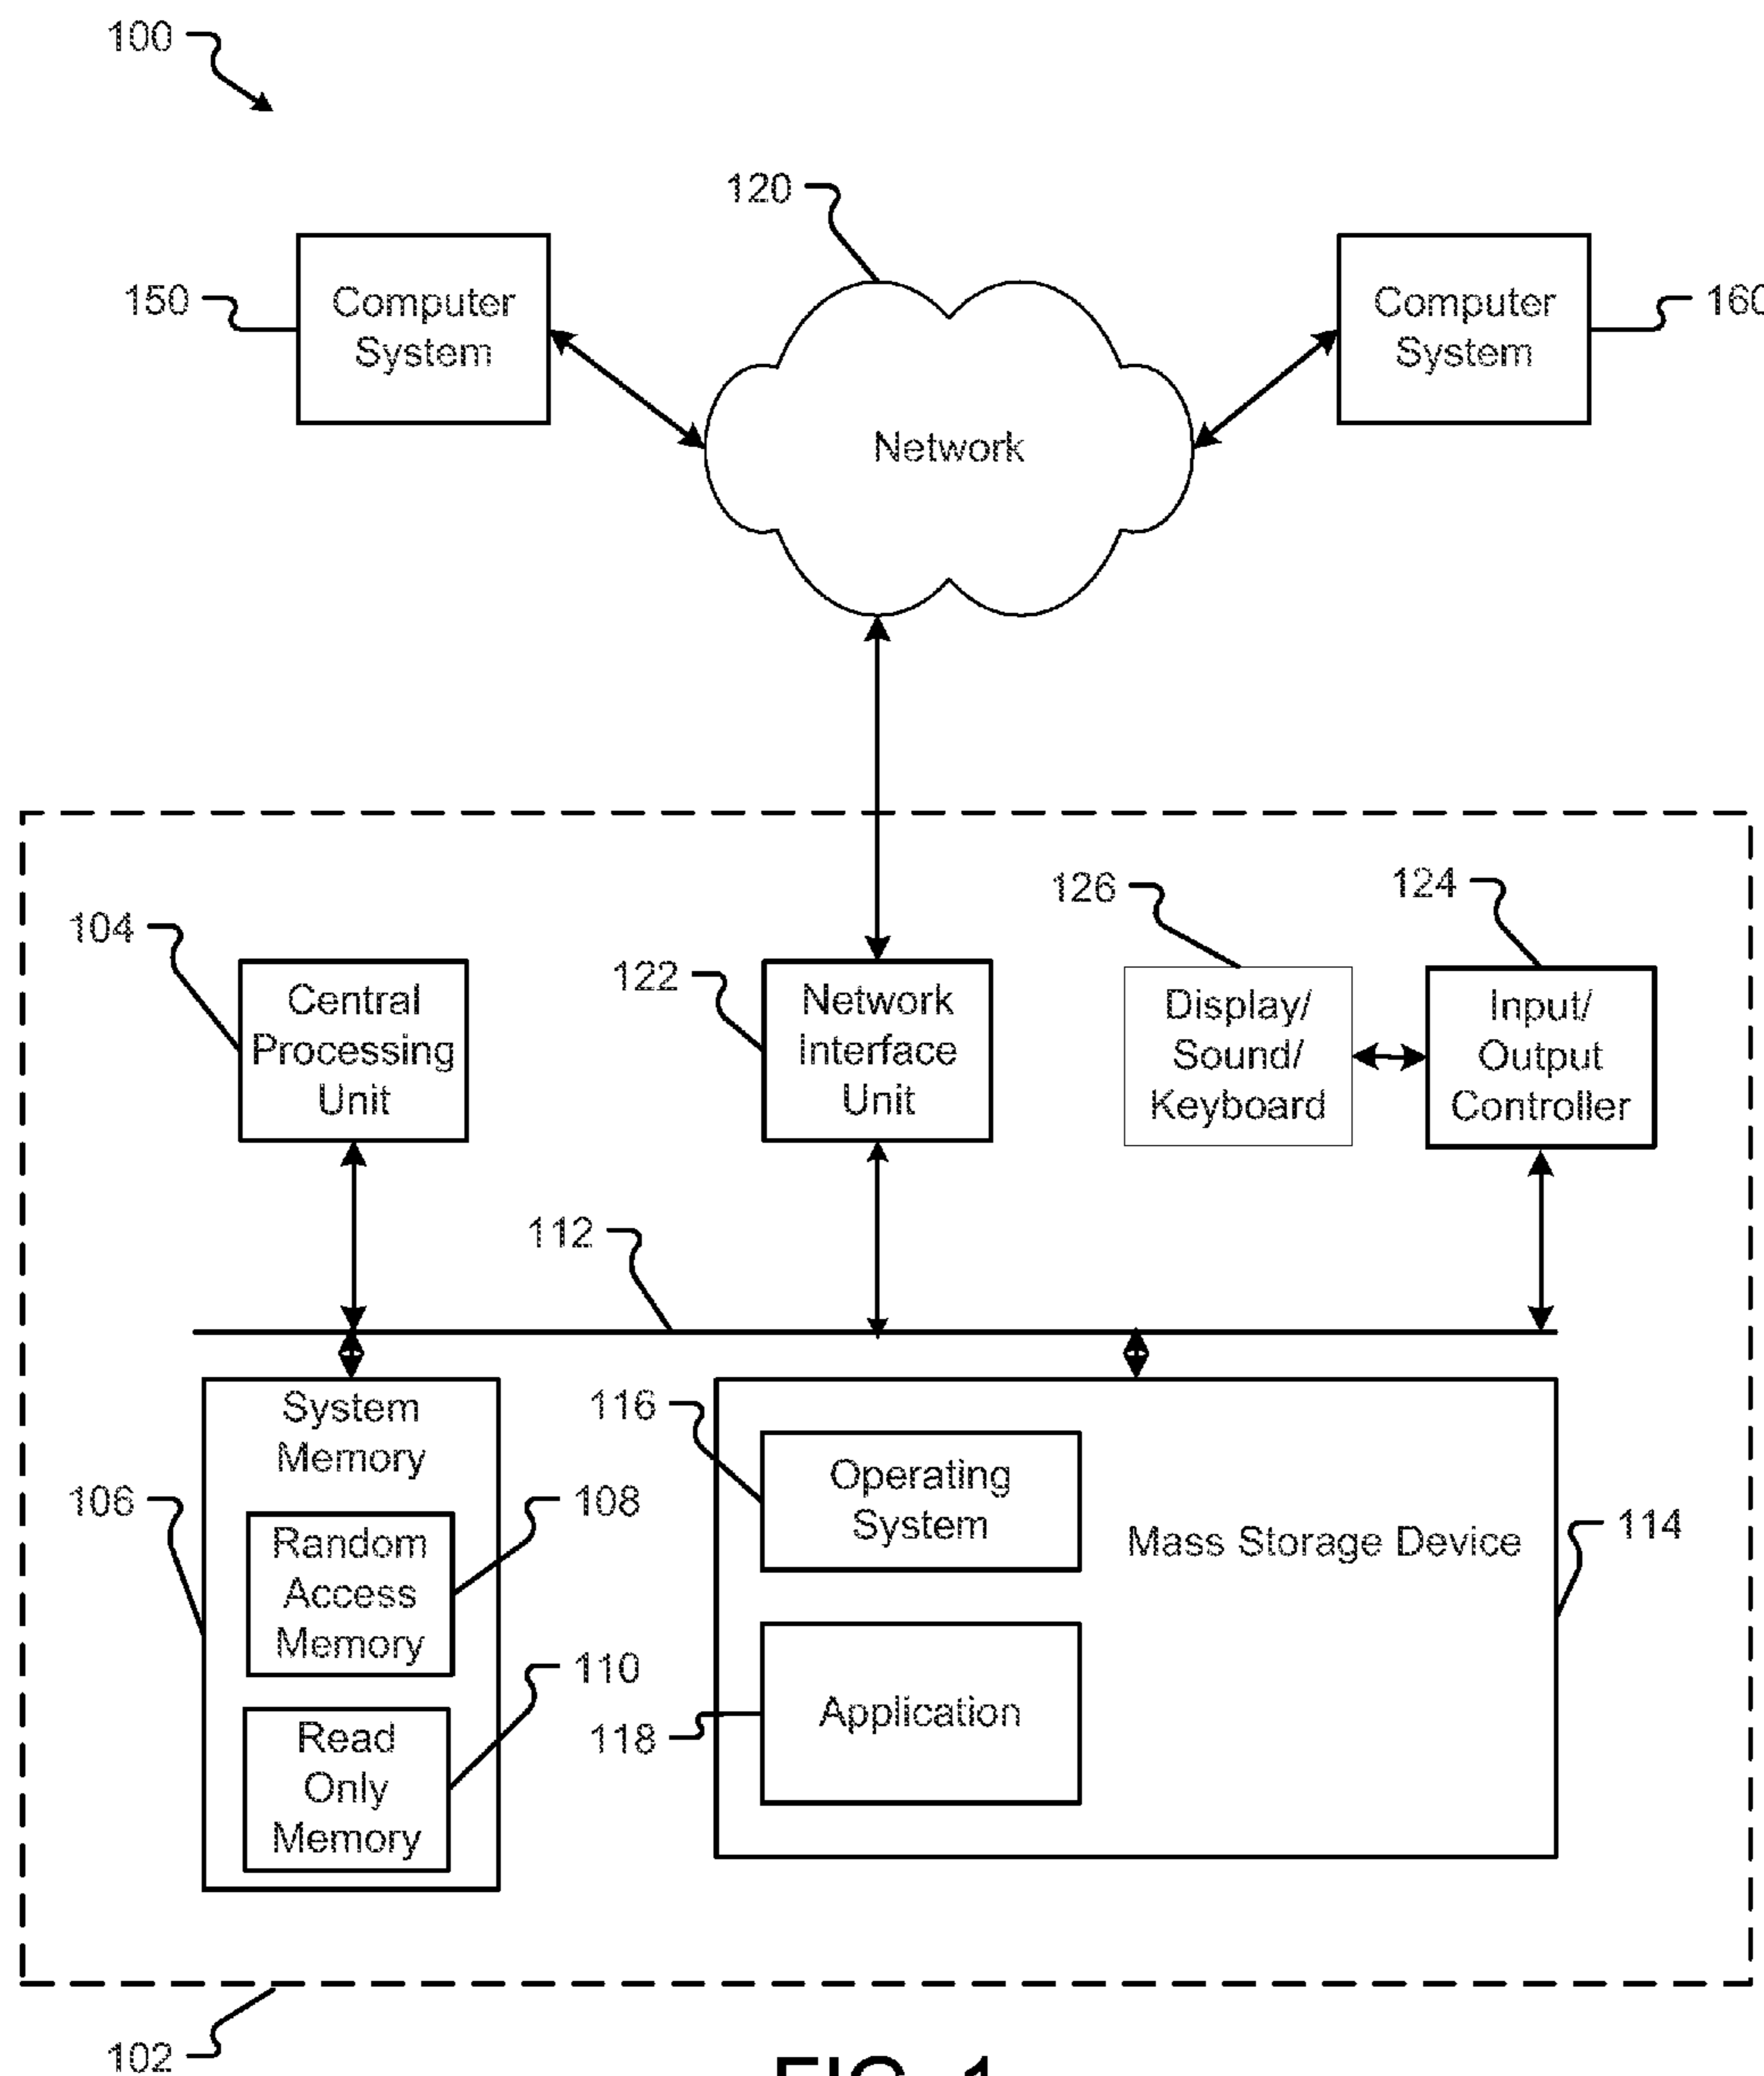 100
120
150
Computer
System
Computer
System
160
Network
126
124
104
122
Central
Processing
Unit
Network
Interface
Unit
Display/
Sound/
Keyboard
Input/
Output
Controller
112
System
Memory
116
Operating
System
106
108
Random
Access
Memory
Mass Storage Device
114
110
Read
Only
Memory
118
Application
102
FIG. 1